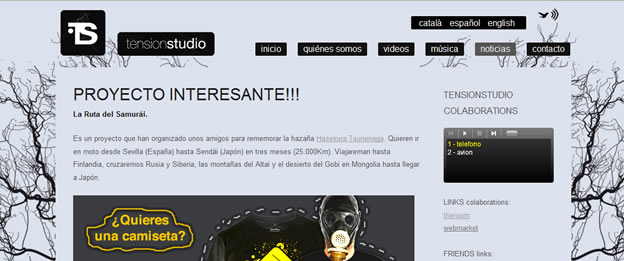 català español english
TS
tensionstudio
inicio quiénes somos videos música noticias contacto
PROYECTO INTERESANTE!!!
La Ruta del Samurái.
Es un proyecto que han organizado unos amigos para rememorar la hazaña Hasekura Tsunenaga. Quieren ir
en moto desde Sevilla (España) hasta Sendái (Japón) en tres meses (25.000Km). Viajareman hasta
Finlandia, cruzaremos Rusia y Siberia, las montañas del Altai y el desierto del Gobi en Mongolia hasta llegar
a Japón.
¿Quieres
una camiseta?
TENSIONSTUDIO
COLABORATIONS
1 - telefono
2 - avion
LINKS colaborations:
theroom
webmarket
FRIENDS links: